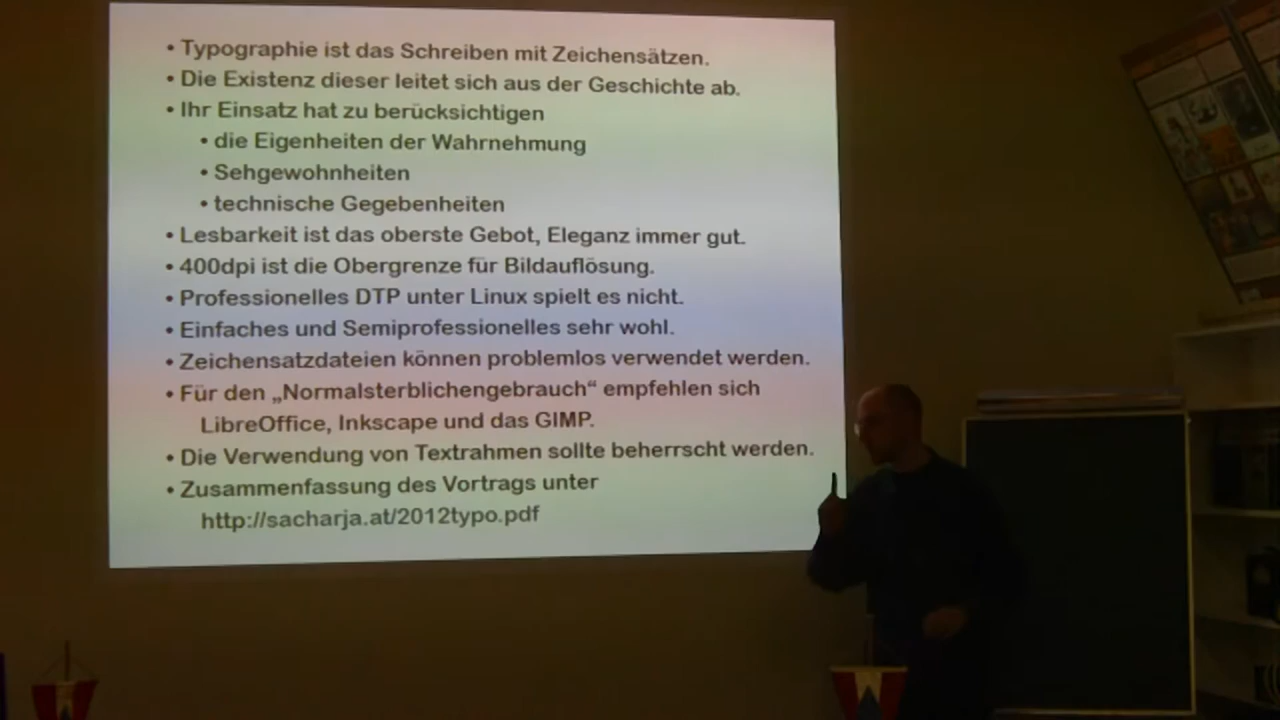 • Typographie ist das Schreiben mit Zeichensätzen.
• Die Existenz dieser leitet sich aus der Geschichte ab.
• Ihr Einsatz hat zu berücksichtigen
• die Eigenheiten der Wahrnehmung
• Sehgewohnheiten
• technische Gegebenheiten
• Lesbarkeit ist das oberste Gebot, Eleganz immer gut.
• 400dpi ist die Obergrenze für Bildauflösung.
• Professionelles DTP unter Linux spielt es nicht.
• Einfaches und Semiprofessionelles sehr wohl.
• Zeichensatzdateien können problemlos verwendet werden.
• Für den „Normalsterblichengebrauch“ empfehlen sich
LibreOffice, Inkscape und das GIMP.
• Die Verwendung von Textrahmen sollte beherrscht werden.
• Zusammenfassung des Vortrags unter
http://sacharja.at/2012typo.pdf